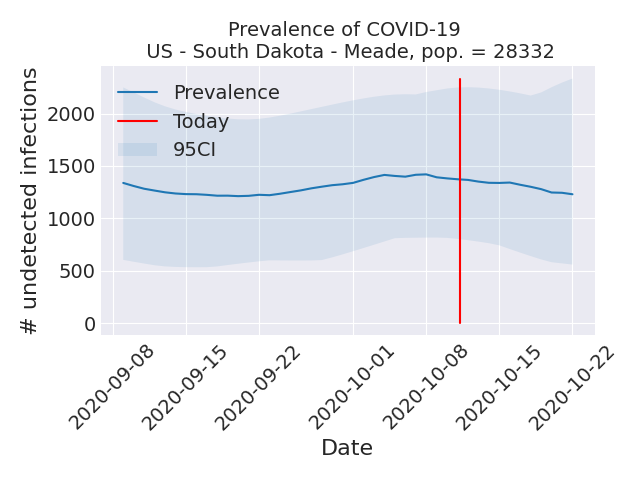 Prevalence of COVID-19
US - South Dakota - Meade, pop. = 28332
# undetected infections
2000
1500
1000
500
0
Prevalence
Today
95CI
2020-09-08
2020-09-15
2020-09-22
2020-10-01
2020-10-08
2020-10-15
2020-10-22
Date